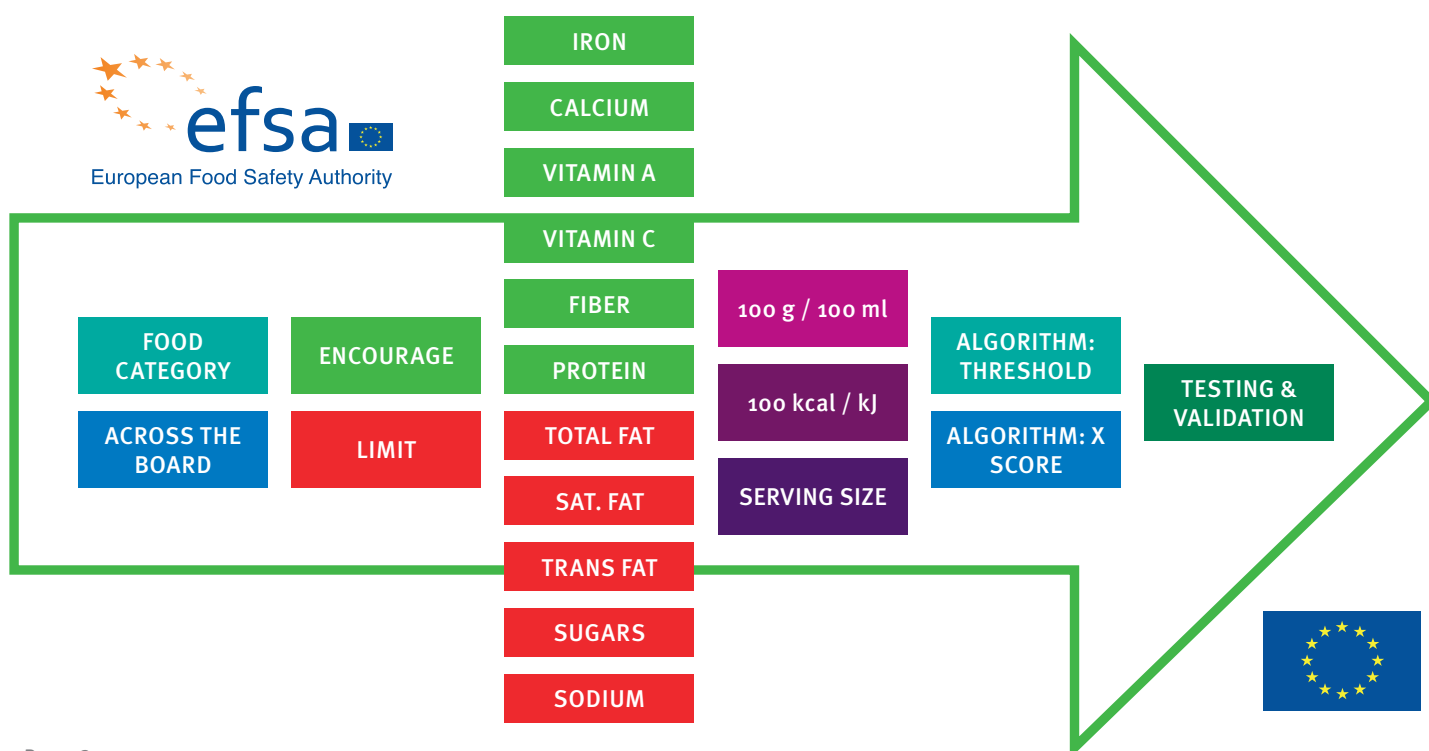 efsa
European Food Safety Authority
FOOD
CATEGORY
ACROSS THE
BOARD
ENCOURAGE
LIMIT
IRON
CALCIUM
VITAMIN A
VITAMIN C
FIBER
PROTEIN
TOTAL FAT
SAT. FAT
TRANS FAT
SUGARS
SODIUM
100 g / 100 ml
100 kcal / kJ
SERVING SIZE
ALGORITHM:
THRESHOLD
ALGORITHM: X
SCORE
TESTING &
VALIDATION